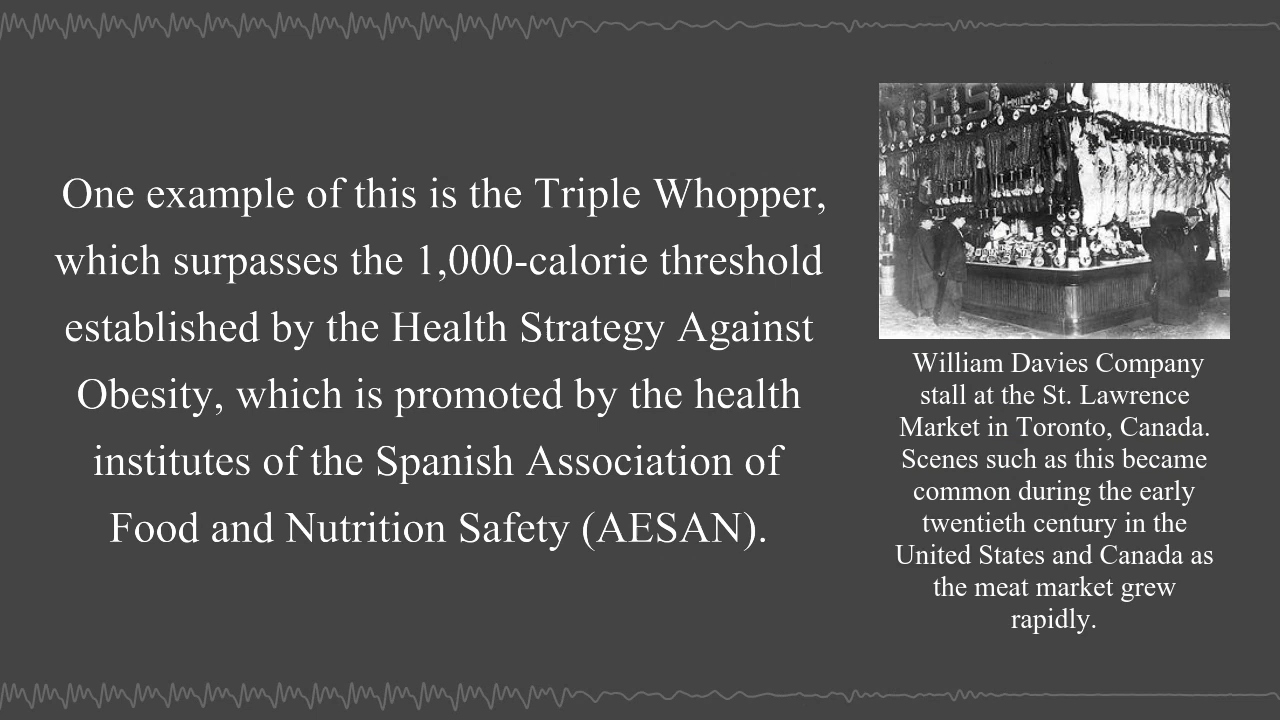 One example of this is the Triple Whopper,
which surpasses the 1,000-calorie threshold
established by the Health Strategy Against
Obesity, which is promoted by the health
institutes of the Spanish Association of
Food and Nutrition Safety (AESAN).
William Davies Company
stall at the St. Lawrence
Market in Toronto, Canada.
Scenes such as this became
common during the early
twentieth century in the
United States and Canada as
the meat market grew
rapidly.